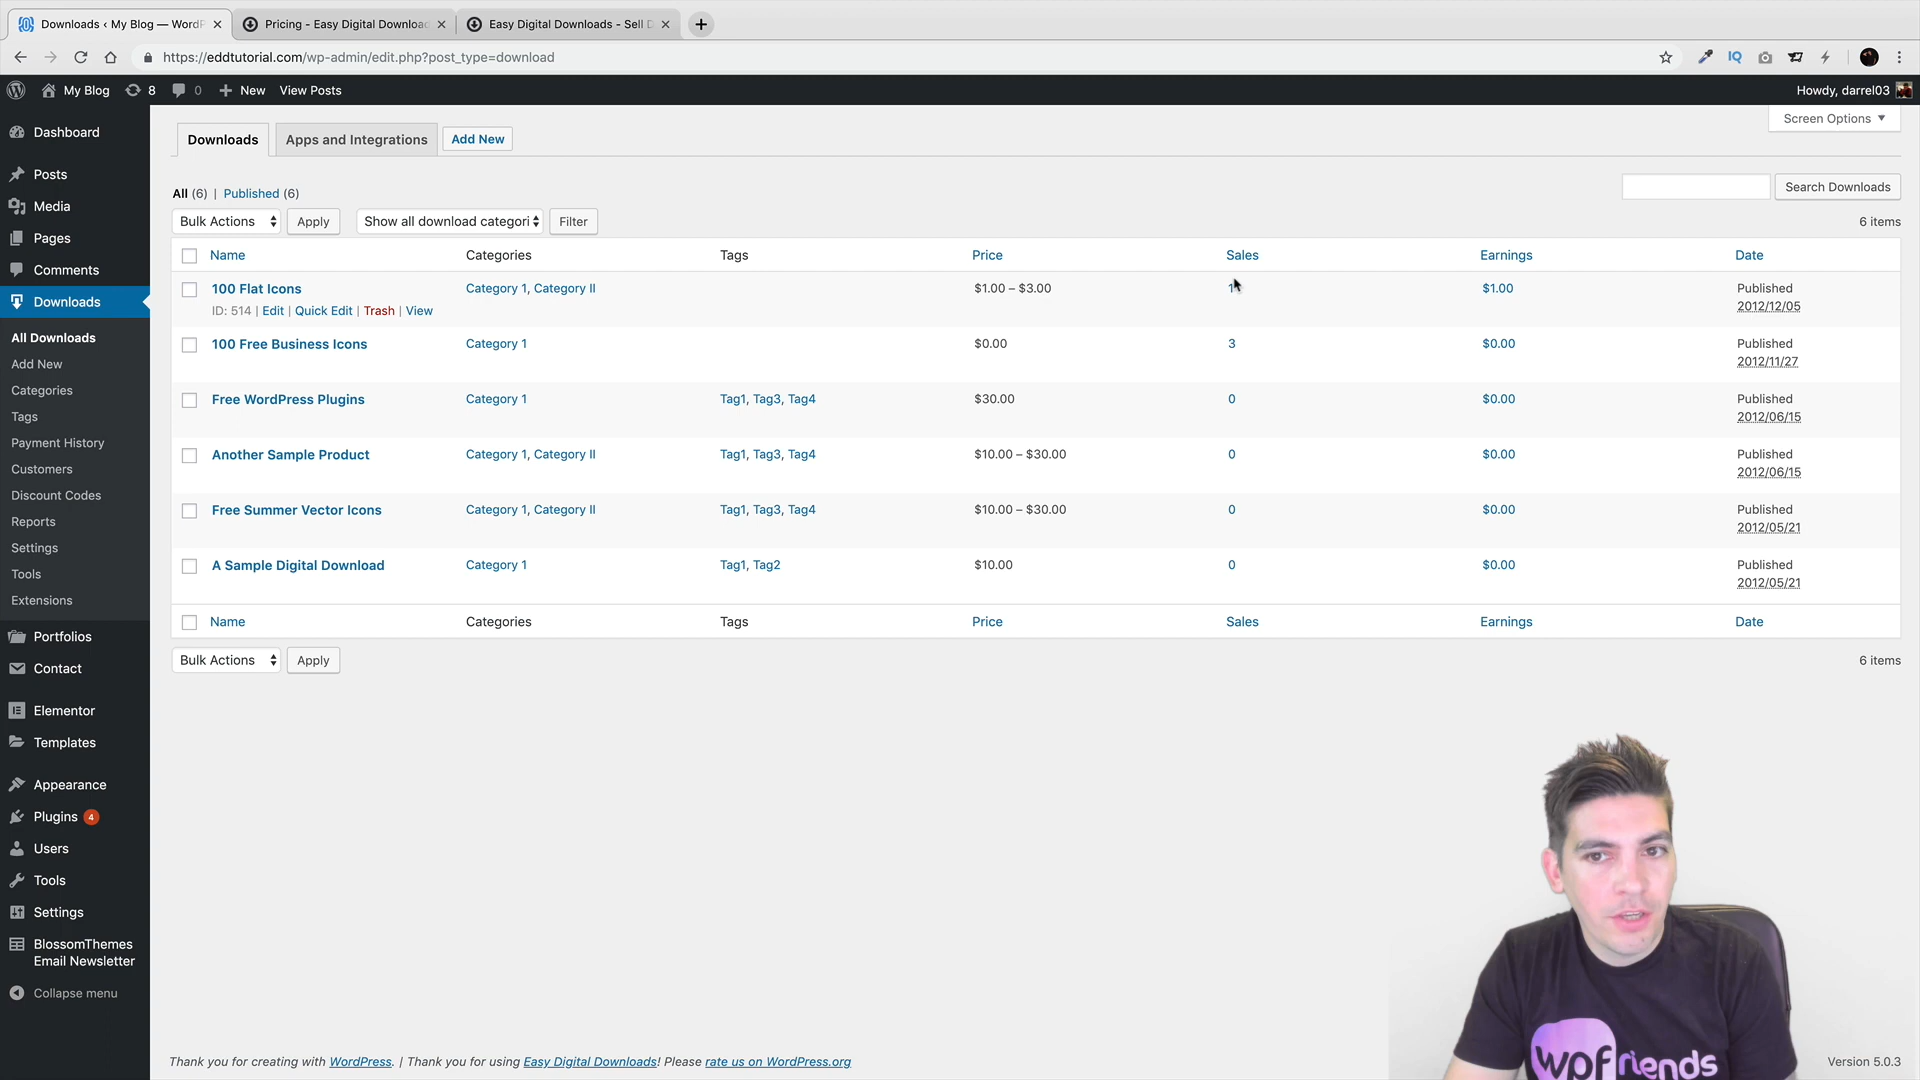 Downloads ‹ My Blog — WordP
Pricing - Easy Digital Downloa
Easy Digital Downloads - Sell D
https://eddtutorial.com/wp-admin/edit.php?post_type=download
IQ
My Blog 8 0 + New View Posts
Howdy, darrel03
Screen Options
Dashboard
Posts
Media
Pages
Comments
Downloads
All Downloads
Add New
Categories
Tags
Payment History
Customers
Discount Codes
Reports
Settings
Tools
Extensions
Portfolios
Contact
Elementor
Templates
Appearance
Plugins 4
Users
Tools
Settings
BlossomThemes
Email Newsletter
Collapse menu
Downloads Apps and Integrations Add New
All (6) | Published (6)
Search Downloads
Bulk Actions Apply Show all download categori Filter
6 items
Name Categories Tags Price Sales Earnings Date
100 Flat Icons Category 1, Category II $1.00 – $3.00 1 $1.00 Published
ID: 514 | Edit | Quick Edit | Trash | View 2012/12/05
100 Free Business Icons Category 1 $0.00 3 $0.00 Published
2012/11/27
Free WordPress Plugins Category 1 Tag1, Tag3, Tag4 $30.00 0 $0.00 Published
2012/06/15
Another Sample Product Category 1, Category II Tag1, Tag3, Tag4 $10.00 – $30.00 0 $0.00 Published
2012/06/15
Free Summer Vector Icons Category 1, Category II Tag1, Tag3, Tag4 $10.00 – $30.00 0 $0.00 Published
2012/05/21
A Sample Digital Download Category 1 Tag1, Tag2 $10.00 0 $0.00 Published
2012/05/21
Name Categories Tags Price Sales Earnings Date
Bulk Actions Apply
6 items
wpfriends
Thank you for creating with WordPress. | Thank you for using Easy Digital Downloads! Please rate us on WordPress.org
Version 5.0.3